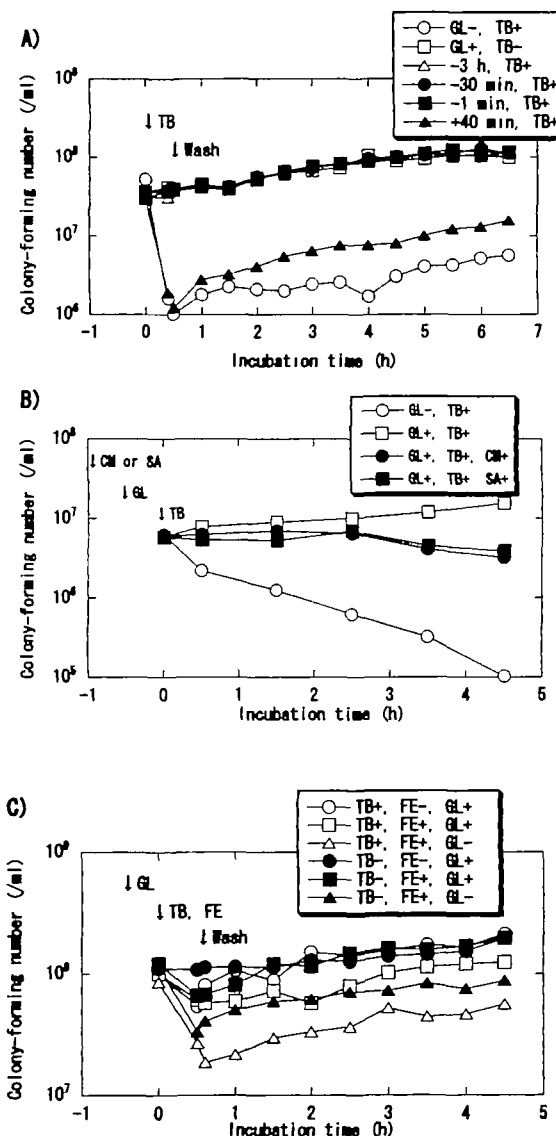 A)
GL-, TB+
GL+, TB-
-3 h, TB+
-30 min, TB+
-1 min, TB+
+40 min, TB+
Colony-forming number (/ml)
10⁸
10⁸
10⁷
10⁶
↓ TB
↓ Wash
-1 0 1 2 3 4 5 6 7
Incubation time (h)
B)
GL-, TB+
GL+, TB+
GL+, TB+, CM+
GL+, TB+ SA+
Colony-forming number (/ml)
10⁸
10⁷
10⁶
10⁵
↓ CM or SA
↓ GL
↓ TB
-1 0 1 2 3 4 5
Incubation time (h)
C)
TB+, FE-, GL+
TB+, FE+, GL+
TB+, FE+, GL-
TB-, FE-, GL+
TB-, FE+, GL+
TB-, FE+, GL-
Colony-forming number (/ml)
10⁹
10⁸
10⁷
↓ GL
↓ TB, FE
↓ Wash
-1 0 1 2 3 4 5
Incubation time (h)